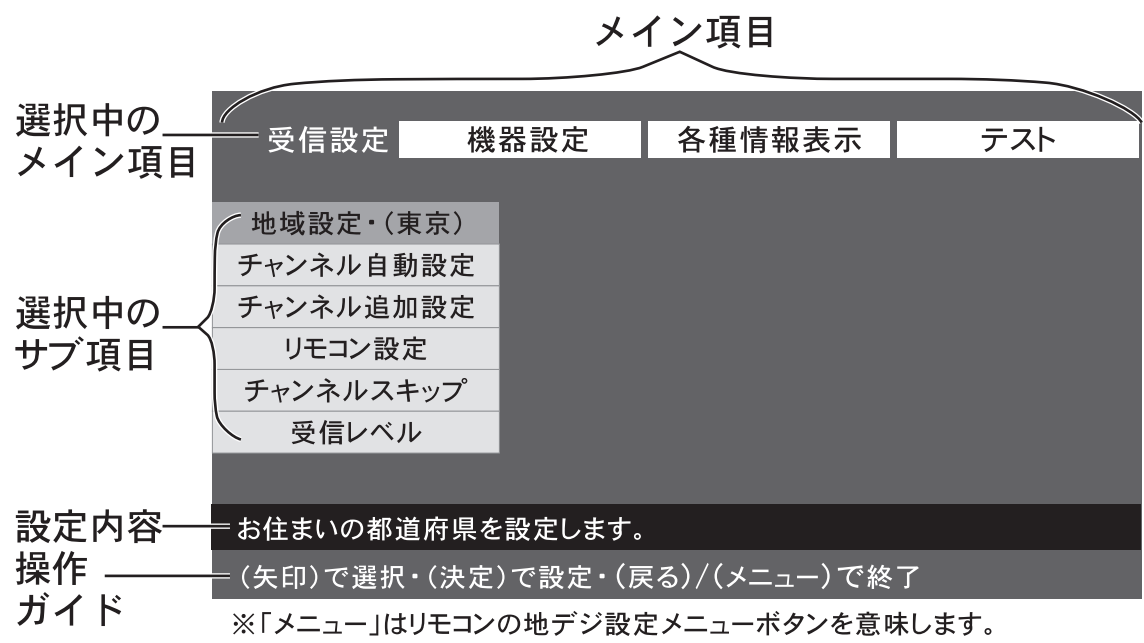 メイン項目
選択中の
メイン項目
受信設定 機器設定 各種情報表示 テスト
地域設定・(東京)
チャンネル自動設定
チャンネル追加設定
リモコン設定
チャンネルスキップ
受信レベル
選択中の
サブ項目
設定内容
お住まいの都道府県を設定します。
操作
ガイド
(矢印)で選択・(決定)で設定・(戻る)/(メニュー)で終了
※「メニュー」はリモコンの地デジ設定メニューボタンを意味します。